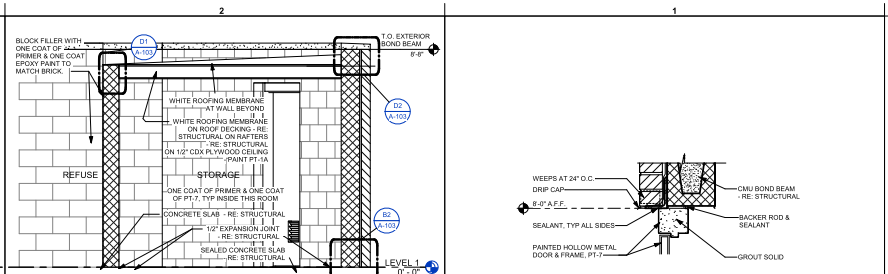 2
1
BLOCK FILLER WITH
ONE COAT OF
PRIMER & ONE COAT
EPOXY PAINT TO
MATCH BRICK.
D1
A-103
T.O. EXTERIOR
BOND BEAM
8'-8"
D2
A-103
WHITE ROOFING MEMBRANE
AT WALL BEYOND
WHITE ROOFING MEMBRANE
ON ROOF DECKING - RE:
STRUCTURAL ON RAFTERS
- RE: STRUCTURAL
ON 1/2" CDX PLYWOOD CEILING
- PAINT PT-1A
REFUSE
STORAGE
ONE COAT OF PRIMER & ONE COAT
OF PT-7, TYP INSIDE THIS ROOM
CONCRETE SLAB - RE: STRUCTURAL
1/2" EXPANSION JOINT
- RE: STRUCTURAL
SEALED CONCRETE SLAB
- RE: STRUCTURAL
B2
A-103
LEVEL 1
0' - 0"
WEEPS AT 24" O.C.
DRIP CAP
8'-0" A.F.F.
SEALANT, TYP ALL SIDES
PAINTED HOLLOW METAL
DOOR & FRAME, PT-7
CMU BOND BEAM
- RE: STRUCTURAL
BACKER ROD &
SEALANT
GROUT SOLID